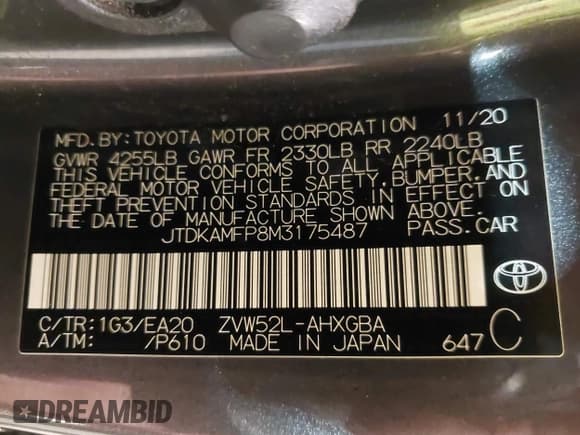 MFD.BY:TOYOTA MOTOR CORPORATION 11/20
GVWR 4255LB GAWR FR 2330LB RR 2240LB
THIS VEHICLE CONFORMS TO ALL APPLICABLE
FEDERAL MOTOR VEHICLE SAFETY,BUMPER,AND
THEFT PREVENTION STANDARDS IN EFFECT ON
THE DATE OF MANUFACTURE SHOWN ABOVE.
JTDKAMFP8M3175487 PASS.CAR
C/TR:1G3/EA20 ZVW52L-AHXGBA
A/TM: /P610 MADE IN JAPAN 647 C
DREAMBID